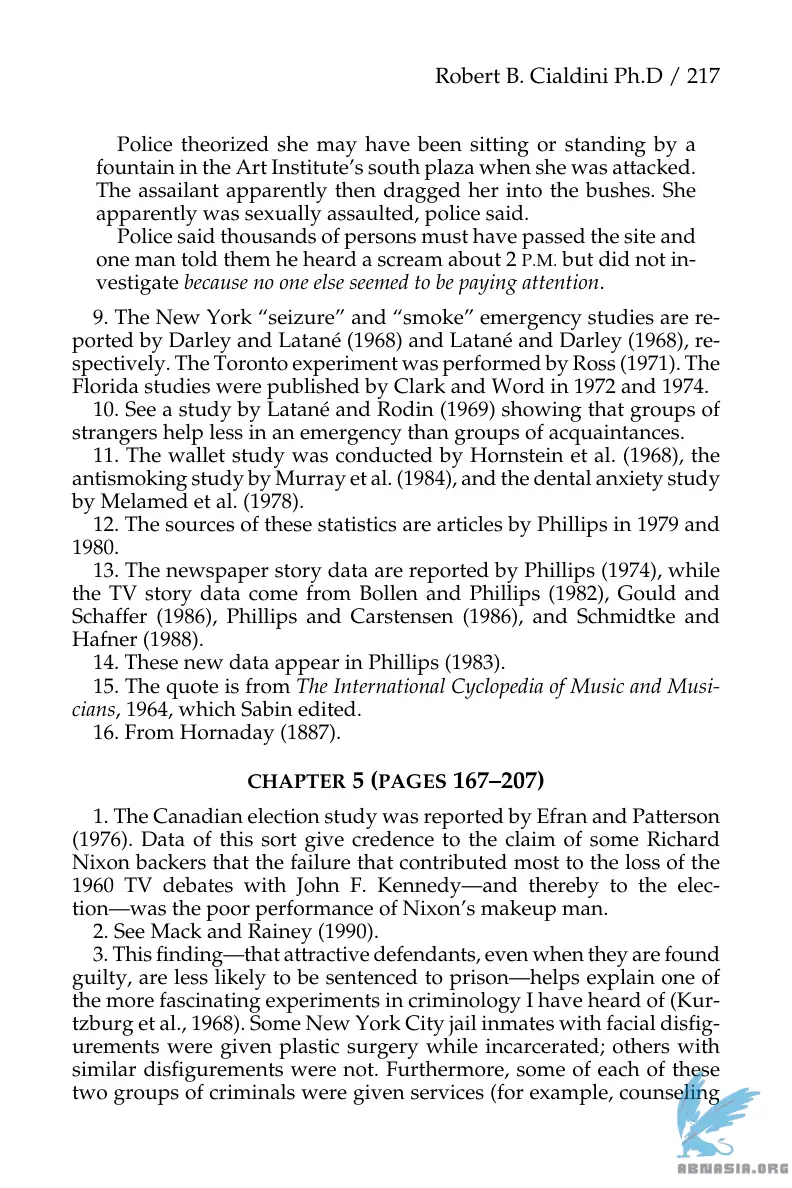 Robert B. Cialdini Ph.D / 217
Police theorized she may have been sitting or standing by a
fountain in the Art Institute’s south plaza when she was attacked.
The assailant apparently then dragged her into the bushes. She
apparently was sexually assaulted, police said.
Police said thousands of persons must have passed the site and
one man told them he heard a scream about 2 P.M. but did not in-
vestigate because no one else seemed to be paying attention.
9. The New York “seizure” and “smoke” emergency studies are re-
ported by Darley and Latané (1968) and Latané and Darley (1968), re-
spectively. The Toronto experiment was performed by Ross (1971). The
Florida studies were published by Clark and Word in 1972 and 1974.
10. See a study by Latané and Rodin (1969) showing that groups of
strangers help less in an emergency than groups of acquaintances.
11. The wallet study was conducted by Hornstein et al. (1968), the
antismoking study by Murray et al. (1984), and the dental anxiety study
by Melamed et al. (1978).
12. The sources of these statistics are articles by Phillips in 1979 and
1980.
13. The newspaper story data are reported by Phillips (1974), while
the TV story data come from Bollen and Phillips (1982), Gould and
Schaffer (1986), Phillips and Carstensen (1986), and Schmidtke and
Hafner (1988).
14. These new data appear in Phillips (1983).
15. The quote is from The International Cyclopedia of Music and Musi-
cians, 1964, which Sabin edited.
16. From Hornaday (1887).
CHAPTER 5 (PAGES 167–207)
1. The Canadian election study was reported by Efran and Patterson
(1976). Data of this sort give credence to the claim of some Richard
Nixon backers that the failure that contributed most to the loss of the
1960 TV debates with John F. Kennedy—and thereby to the elec-
tion—was the poor performance of Nixon’s makeup man.
2. See Mack and Rainey (1990).
3. This finding—that attractive defendants, even when they are found
guilty, are less likely to be sentenced to prison—helps explain one of
the more fascinating experiments in criminology I have heard of (Kur-
tzburg et al., 1968). Some New York City jail inmates with facial disfig-
urements were given plastic surgery while incarcerated; others with
similar disfigurements were not. Furthermore, some of each of these
two groups of criminals were given services (for example, counseling
ABNASIA.ORG